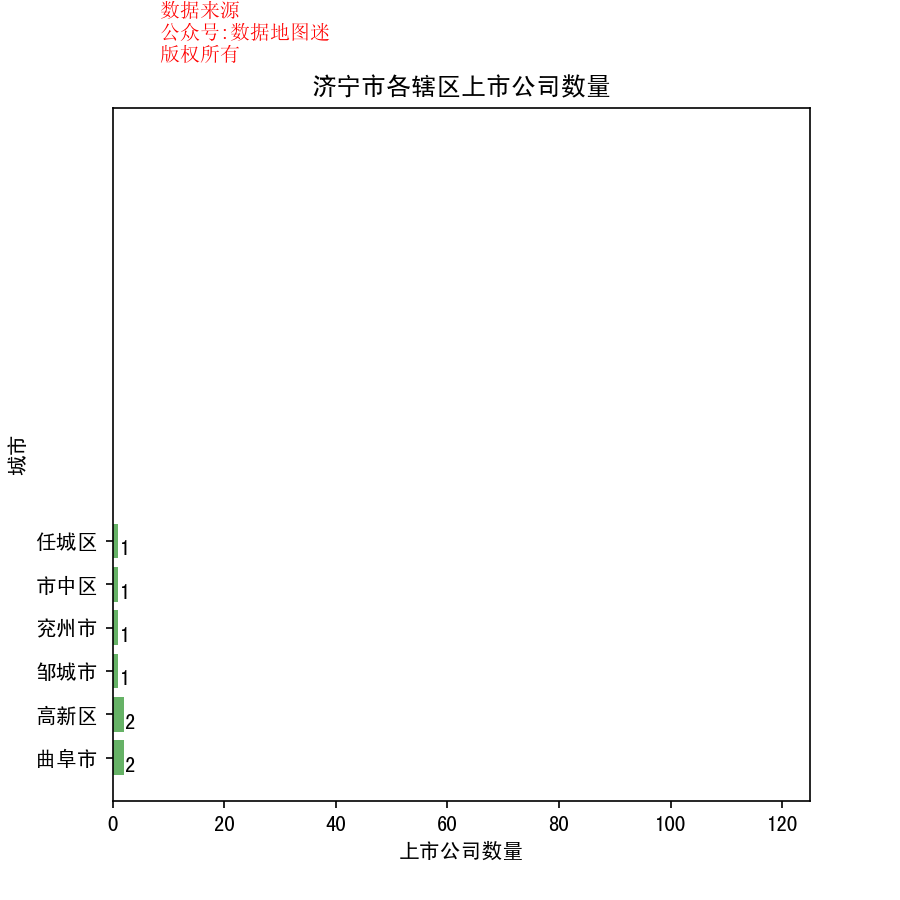 数据来源
公众号:数据地图迷
版权所有
济宁市各辖区上市公司数量
城市
任城区 1
市中区 1
兖州市 1
邹城市 1
高新区 2
曲阜市 2
0 20 40 60 80 100 120
上市公司数量